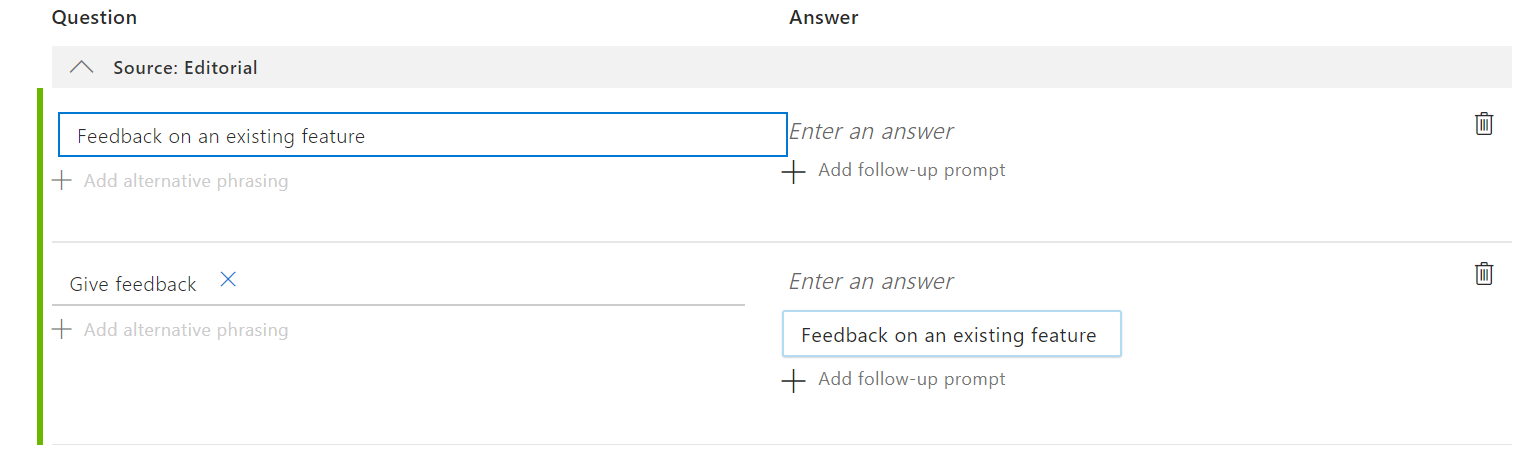 Question Answer
Source: Editorial
Feedback on an existing feature Enter an answer
Add alternative phrasing Add follow-up prompt
Give feedback Enter an answer
Add alternative phrasing Feedback on an existing feature
Add follow-up prompt